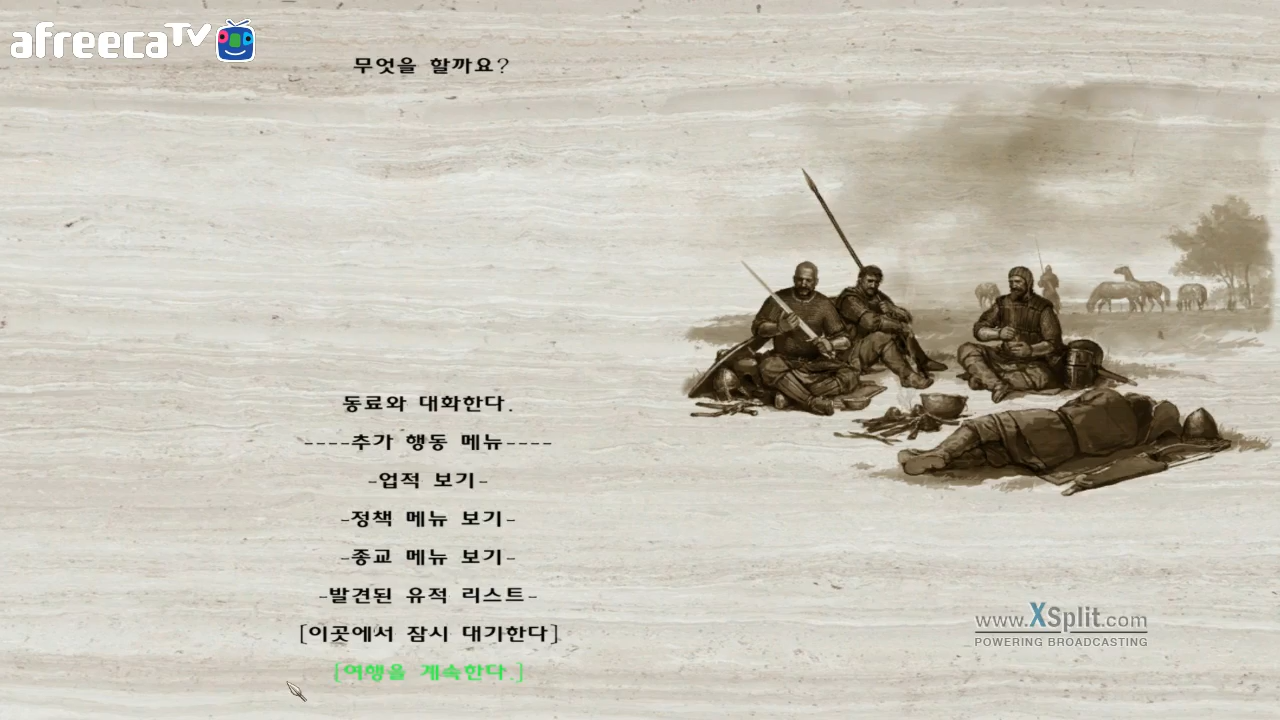 afreecaTV
무엇을 할까요?
동료와 대화한다.
----추가 행동 메뉴----
-업적 보기-
-정책 메뉴 보기-
-종교 메뉴 보기-
-발견된 유적 리스트-
[이곳에서 잠시 대기한다]
[여행을 계속한다.]
www.XSplit.com
POWERING BROADCASTING